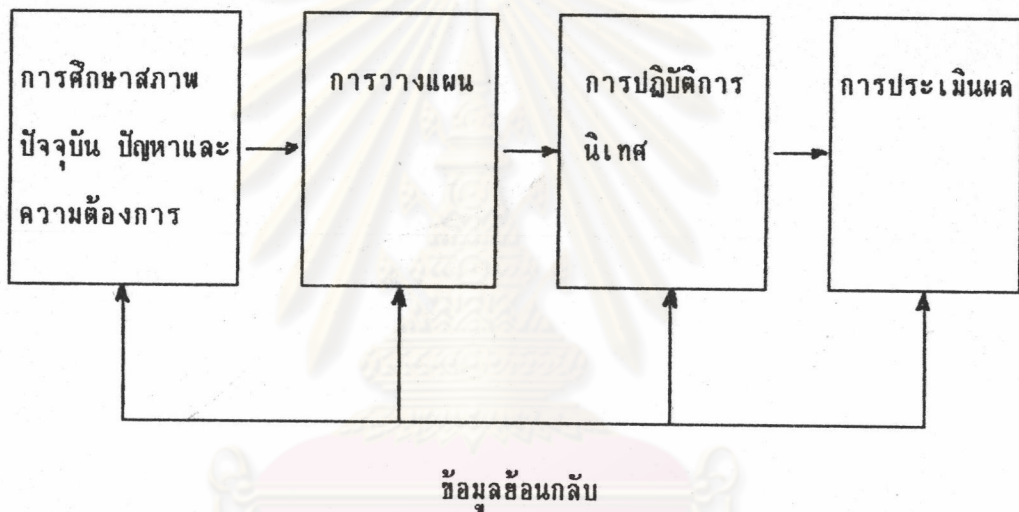 การศึกษาสภาพ
ปัจจุบัน ปัญหาและ
ความต้องการ
การวางแผน
การปฏิบัติการ
นิเทศ
การประเมินผล
ข้อมูลย้อนกลับ